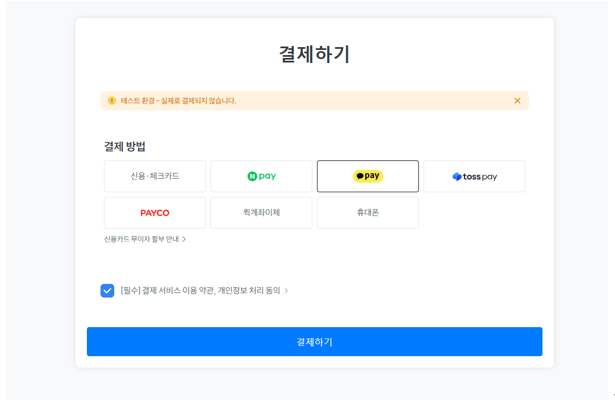 결제하기
테스트 환경 - 실제로 결제되지 않습니다.
결제 방법
신용·체크카드
N pay
pay
toss pay
PAYCO
퀵계좌이체
휴대폰
신용카드 무이자 할부 안내 >
[필수] 결제 서비스 이용 약관, 개인정보 처리 동의 >
결제하기